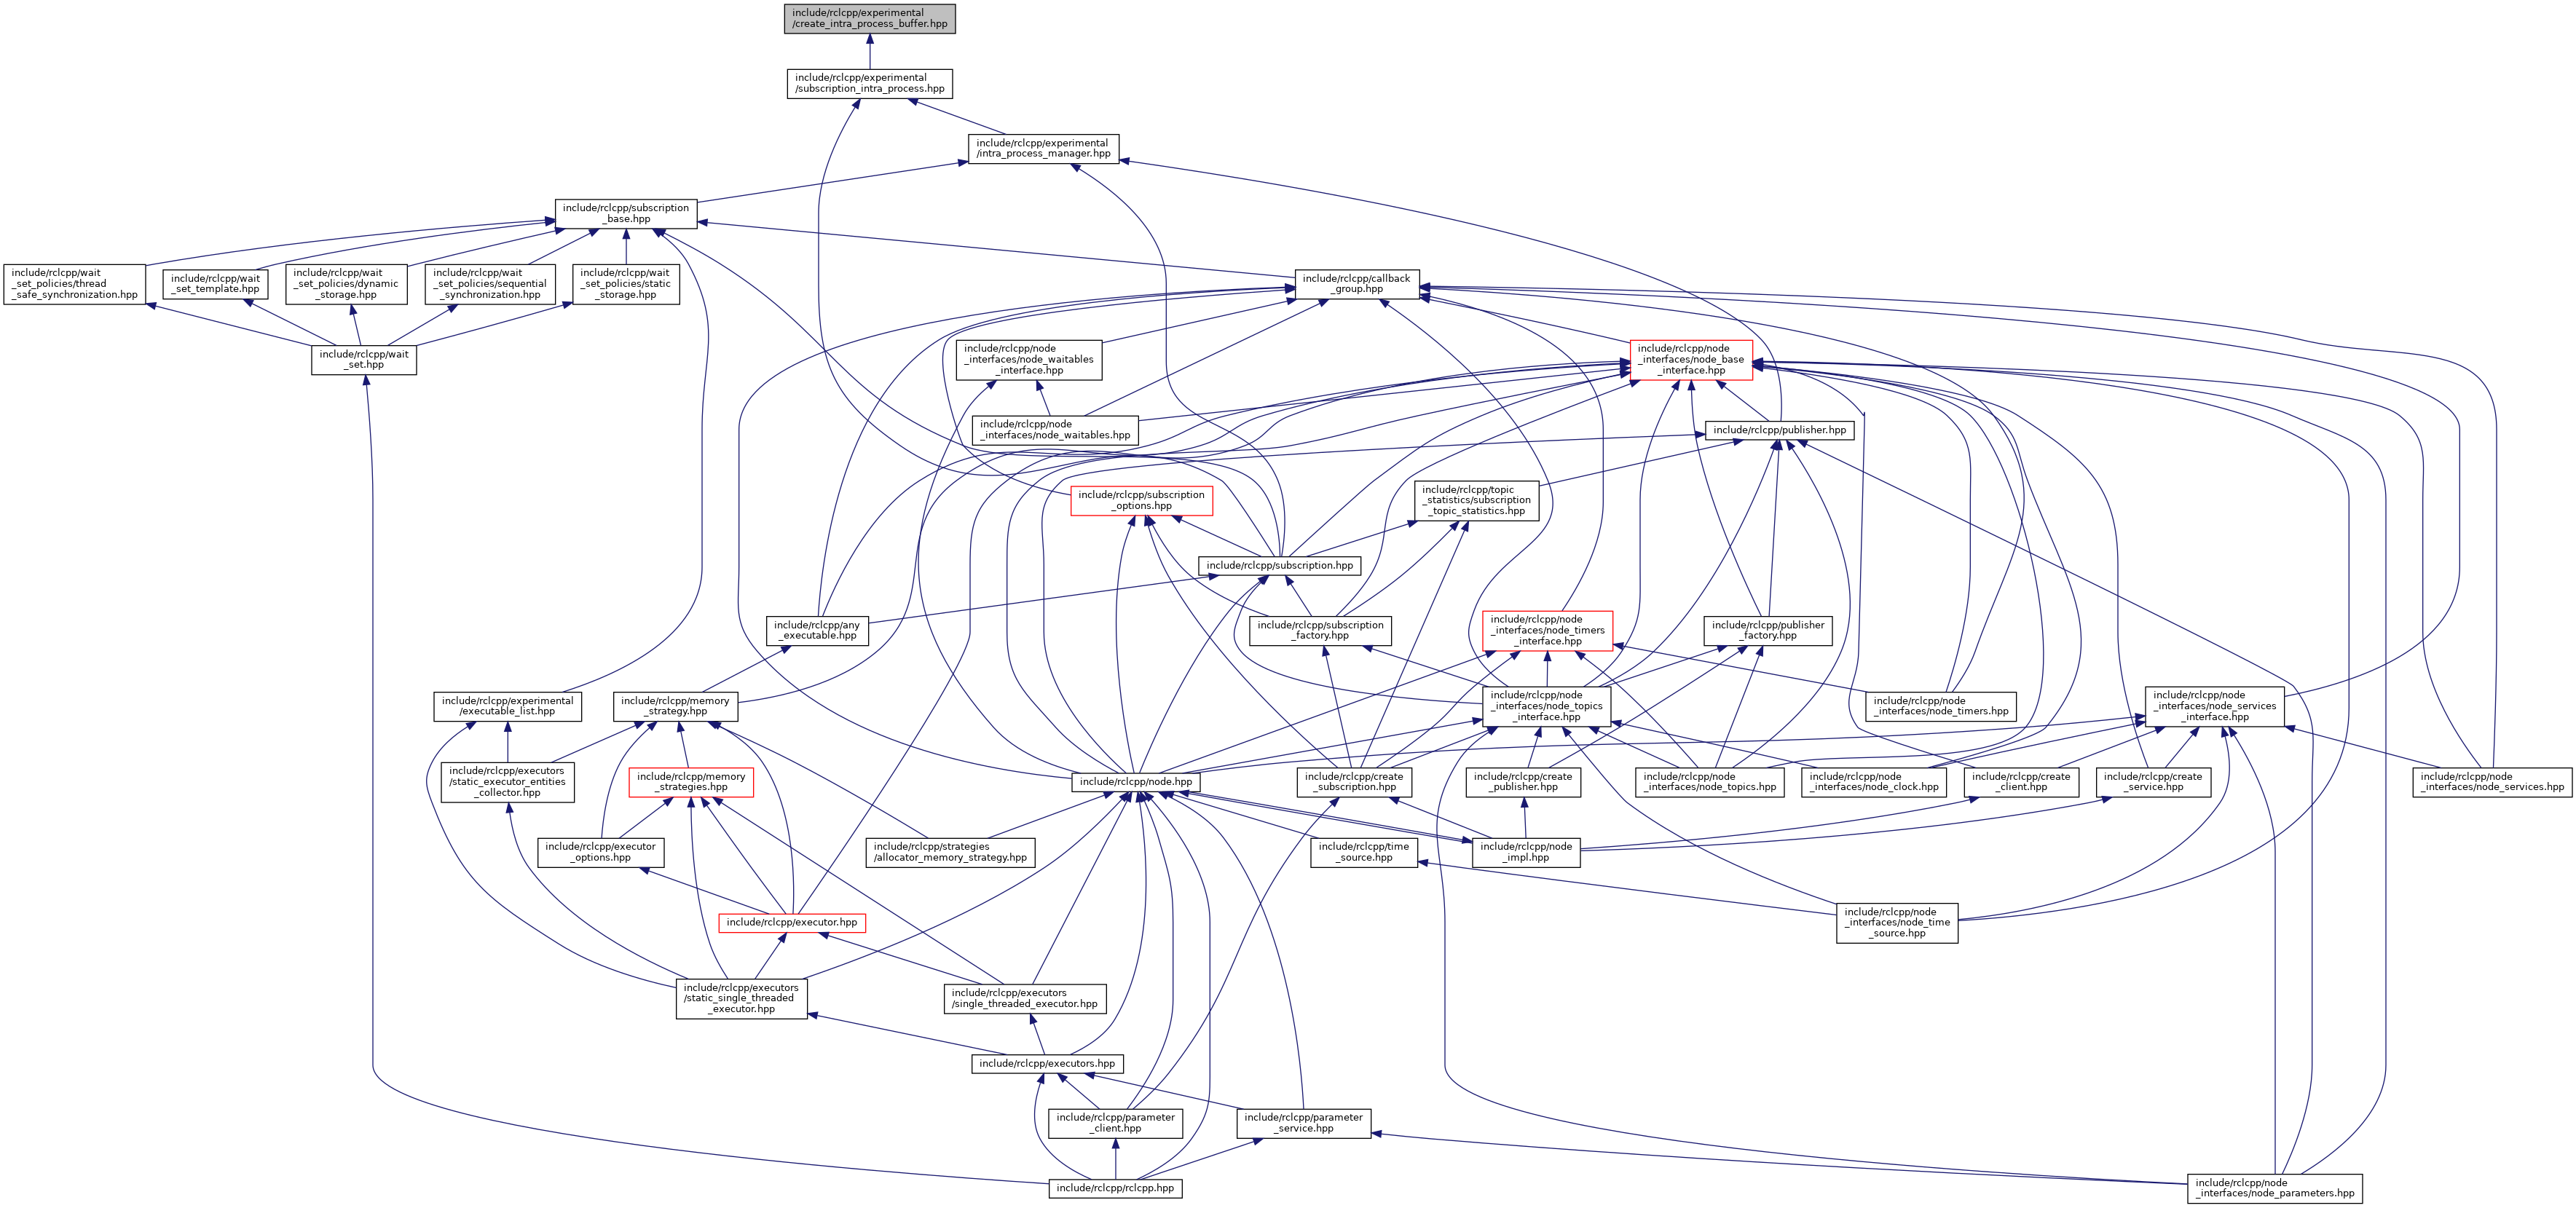 include/rclcpp/experimental
/create_intra_process_buffer.hpp
include/rclcpp/experimental
/subscription_intra_process.hpp
include/rclcpp/experimental
/intra_process_manager.hpp
include/rclcpp/subscription
_base.hpp
include/rclcpp/wait
_set_policies/thread
_safe_synchronization.hpp
include/rclcpp/wait
_set_template.hpp
include/rclcpp/wait
_set_policies/dynamic
_storage.hpp
include/rclcpp/wait
_set_policies/sequential
_synchronization.hpp
include/rclcpp/wait
_set_policies/static
_storage.hpp
include/rclcpp/callback
_group.hpp
include/rclcpp/wait
_set.hpp
include/rclcpp/node
_interfaces/node_waitables
_interface.hpp
include/rclcpp/node
_interfaces/node_base
_interface.hpp
include/rclcpp/node
_interfaces/node_waitables.hpp
include/rclcpp/publisher.hpp
include/rclcpp/subscription
_options.hpp
include/rclcpp/topic
_statistics/subscription
_topic_statistics.hpp
include/rclcpp/subscription.hpp
include/rclcpp/any
_executable.hpp
include/rclcpp/subscription
_factory.hpp
include/rclcpp/node
_interfaces/node_timers
_interface.hpp
include/rclcpp/publisher
_factory.hpp
include/rclcpp/experimental
/executable_list.hpp
include/rclcpp/memory
_strategy.hpp
include/rclcpp/node
_interfaces/node_topics
_interface.hpp
include/rclcpp/node
_interfaces/node_timers.hpp
include/rclcpp/node
_interfaces/node_services
_interface.hpp
include/rclcpp/executors
/static_executor_entities
_collector.hpp
include/rclcpp/memory
_strategies.hpp
include/rclcpp/node.hpp
include/rclcpp/create
_subscription.hpp
include/rclcpp/create
_publisher.hpp
include/rclcpp/node
_interfaces/node_topics.hpp
include/rclcpp/node
_interfaces/node_clock.hpp
include/rclcpp/create
_client.hpp
include/rclcpp/create
_service.hpp
include/rclcpp/node
_interfaces/node_services.hpp
include/rclcpp/executor
_options.hpp
include/rclcpp/strategies
/allocator_memory_strategy.hpp
include/rclcpp/time
_source.hpp
include/rclcpp/node
_impl.hpp
include/rclcpp/executor.hpp
include/rclcpp/node
_interfaces/node_time
_source.hpp
include/rclcpp/executors
/static_single_threaded
_executor.hpp
include/rclcpp/executors
/single_threaded_executor.hpp
include/rclcpp/executors.hpp
include/rclcpp/parameter
_client.hpp
include/rclcpp/parameter
_service.hpp
include/rclcpp/rclcpp.hpp
include/rclcpp/node
_interfaces/node_parameters.hpp